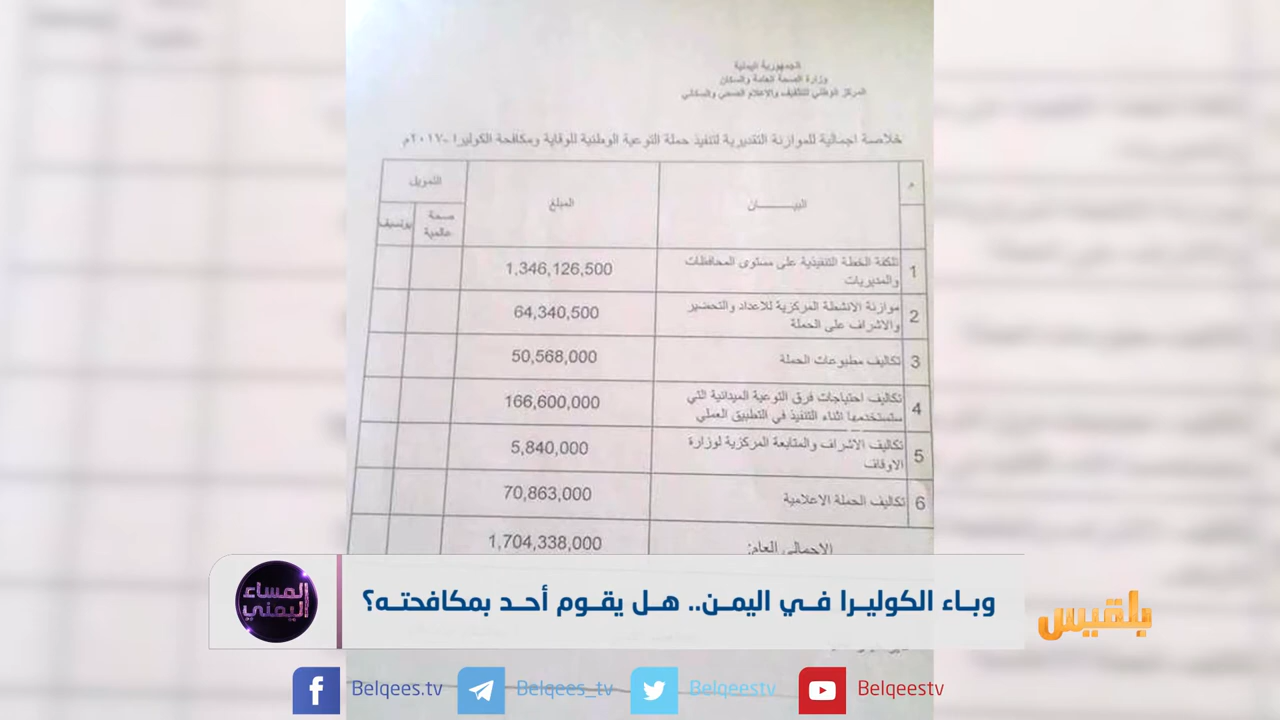 الجمهورية اليمنية
وزارة الصحة العامة والسكان
المركز الوطني للتثقيف والاعلام الصحي والسكاني
خلاصة اجمالية للموازنة التقديرية لتنفيذ حملة التوعية الوطنية للوقاية ومكافحة الكوليرا -٢٠١٧م
م البيـــــــــان المبلغ التمويل
صحة عالمية يونسيف
1 تكلفة الخطة التنفيذية على مستوى المحافظات 1,346,126,500
والمديريات
2 موازنة الانشطة المركزية للاعداد والتحضير 64,340,500
والاشراف على الحملة
3 تكاليف مطبوعات الحملة 50,568,000
4 تكاليف احتياجات فرق التوعية الميدانية التي 166,600,000
ستستخدمها اثناء التنفيذ في التطبيق العملي
5 تكاليف الاشراف والمتابعة المركزية لوزارة 5,840,000
الاوقاف
6 تكاليف الحملة الاعلامية 70,863,000
الاجمالي العام: 1,704,338,000
وبـاء الكوليـرا فـي اليمـن.. هـل يقـوم أحـد بمكافحتـه؟
المساء
اليمني
بلقيس
Belqees.tv Belqees_tv Belqeestv Belqeestv